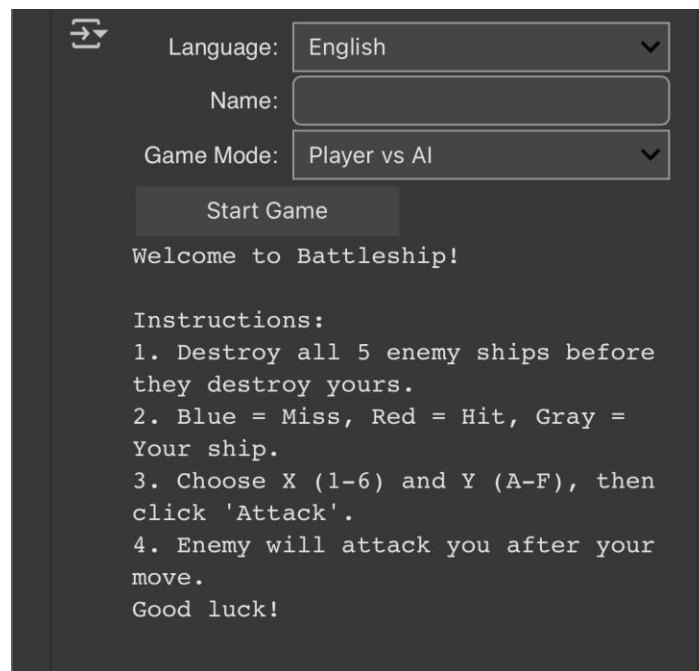 Language: English
Name:
Game Mode: Player vs AI
Start Game
Welcome to Battleship!
Instructions:
1. Destroy all 5 enemy ships before
they destroy yours.
2. Blue = Miss, Red = Hit, Gray =
Your ship.
3. Choose X (1-6) and Y (A-F), then
click 'Attack'.
4. Enemy will attack you after your
move.
Good luck!